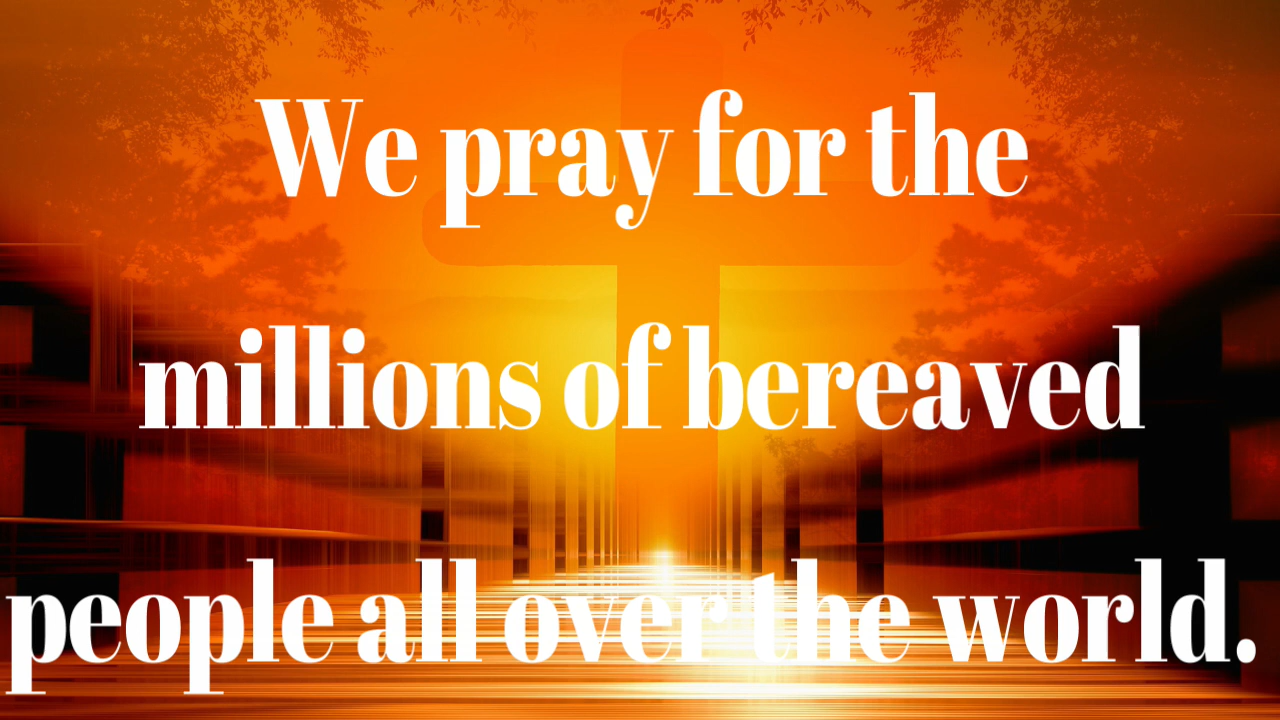 We pray for the
millions of bereaved
people all over the world.